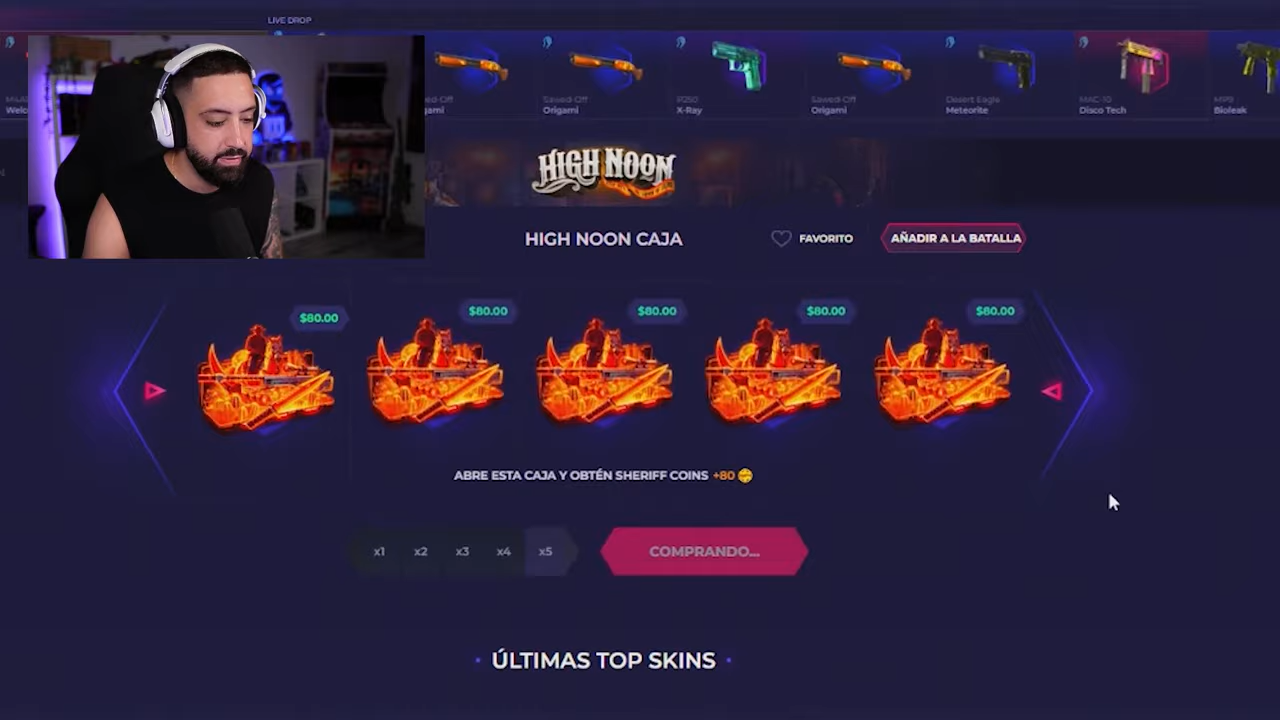 LIVE DROP
Origami
Sawed-Off
Origami
P250
X-Ray
Sawed-Off
Origami
Desert Eagle
Meteorite
MAC-10
Disco Tech
MP9
Bioleak
HIGH NOON
HIGH NOON CAJA
FAVORITO
AÑADIR A LA BATALLA
$80.00
$80.00
$80.00
$80.00
$80.00
ABRE ESTA CAJA Y OBTÉN SHERIFF COINS +80
x1 x2 x3 x4 x5
COMPRANDO...
ÚLTIMAS TOP SKINS